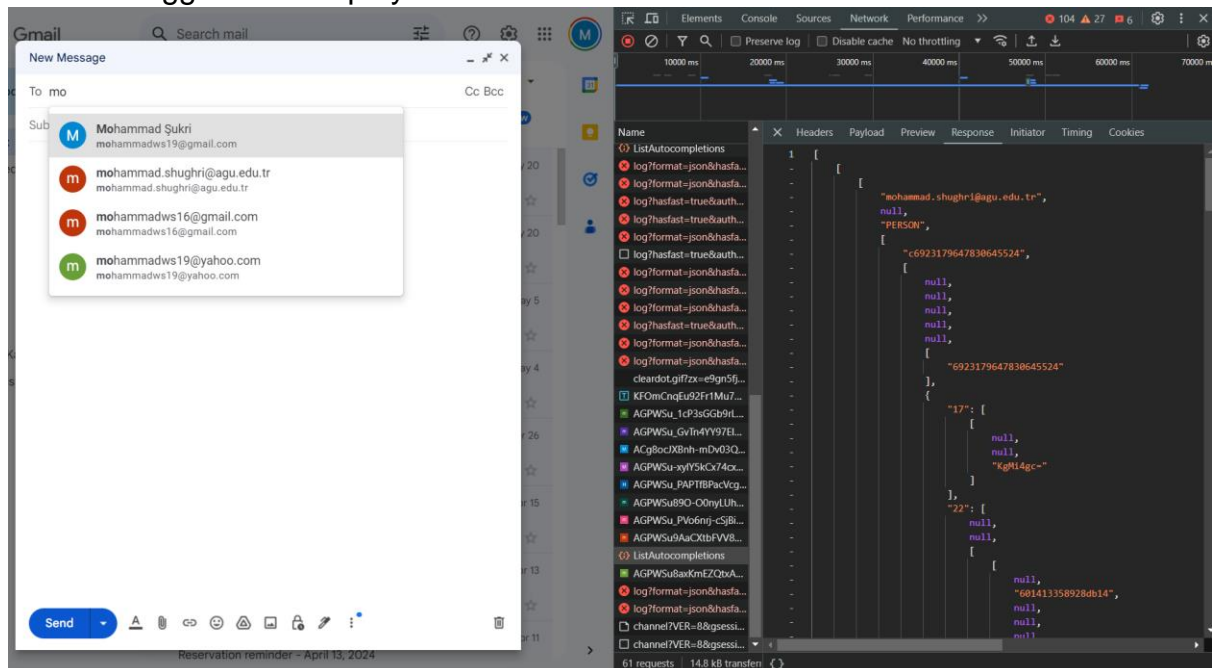 Gmail
Search mail
M
New Message
To mo
Cc Bcc
Sub
M
Mohammad Şukri
mohammadws19@gmail.com
m
mohammad.shughri@agu.edu.tr
mohammad.shughri@agu.edu.tr
m
mohammadws16@gmail.com
mohammadws16@gmail.com
m
mohammadws19@yahoo.com
mohammadws19@yahoo.com
Send
Reservation reminder - April 13, 2024
Elements Console Sources Network Performance 104 27 6
Preserve log Disable cache No throttling
10000 ms 20000 ms 30000 ms 40000 ms 50000 ms 60000 ms 70000 m
Name
ListAutocompletions
log?format=json&hasfa...
log?format=json&hasfa...
log?hasfast=true&auth...
log?hasfast=true&auth...
log?format=json&hasfa...
log?hasfast=true&auth...
log?format=json&hasfa...
log?format=json&hasfa...
log?format=json&hasfa...
log?hasfast=true&auth...
log?format=json&hasfa...
log?format=json&hasfa...
cleardot.gif?zx=e9gn5fj...
KFOmCnqEu92Fr1Mu7...
AGPWSu_1cP3sGGb9rL...
AGPWSu_GvTn4YY97EI...
ACg8ocJXBnh-mDv03Q...
AGPWSu-xylY5kCx74cx...
AGPWSu_PAPTfBPacVcg...
AGPWSu89O-O0nyLUh...
AGPWSu_PVo6nrj-cSjBi...
AGPWSu9AaCXtbFVV8...
ListAutocompletions
AGPWSu8axKmEZQtxA...
log?format=json&hasfa...
log?format=json&hasfa...
channel?VER=8&gsessi...
channel?VER=8&gsessi...
61 requests 14.8 kB transfer
Headers Payload Preview Response Initiator Timing Cookies
1 [
[
[
"mohammad.shughri@agu.edu.tr",
null,
"PERSON",
[
"c6923179647830645524",
[
null,
null,
null,
null,
null,
[
"6923179647830645524"
],
{
"17": [
[
null,
null,
"KgMi4gc="
]
],
"22": [
null,
null,
[
[
null,
"601413358928db14",
null,
null,
null
{ }